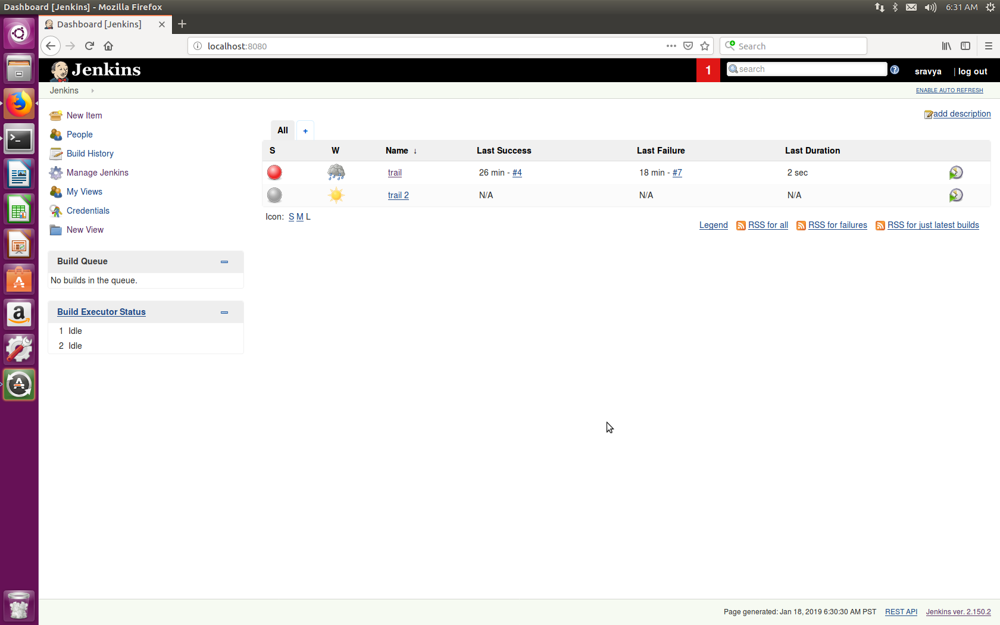 Dashboard [Jenkins] - Mozilla Firefox
6:31 AM
Dashboard [Jenkins]
localhost:8080
Search
Jenkins
1
search
sravya
| log out
Jenkins
ENABLE AUTO REFRESH
New Item
People
Build History
Manage Jenkins
My Views
Credentials
New View
Build Queue
No builds in the queue.
Build Executor Status
1 Idle
2 Idle
add description
All +
S W Name ↓ Last Success Last Failure Last Duration
trail 26 min - #4 18 min - #7 2 sec
trail 2 N/A N/A N/A
Icon: S M L
Legend RSS for all RSS for failures RSS for just latest builds
Page generated: Jan 18, 2019 6:30:30 AM PST REST API Jenkins ver. 2.150.2